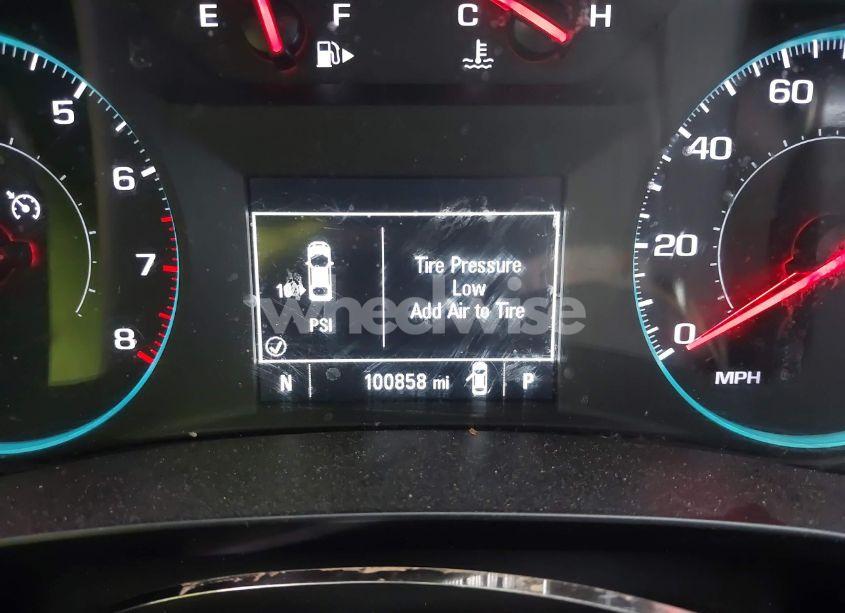 E F C H
5
6
7
8
60
40
20
0
MPH
Tire Pressure
Low
Add Air to Tire
PSI
wheelwise
N 100858 mi P